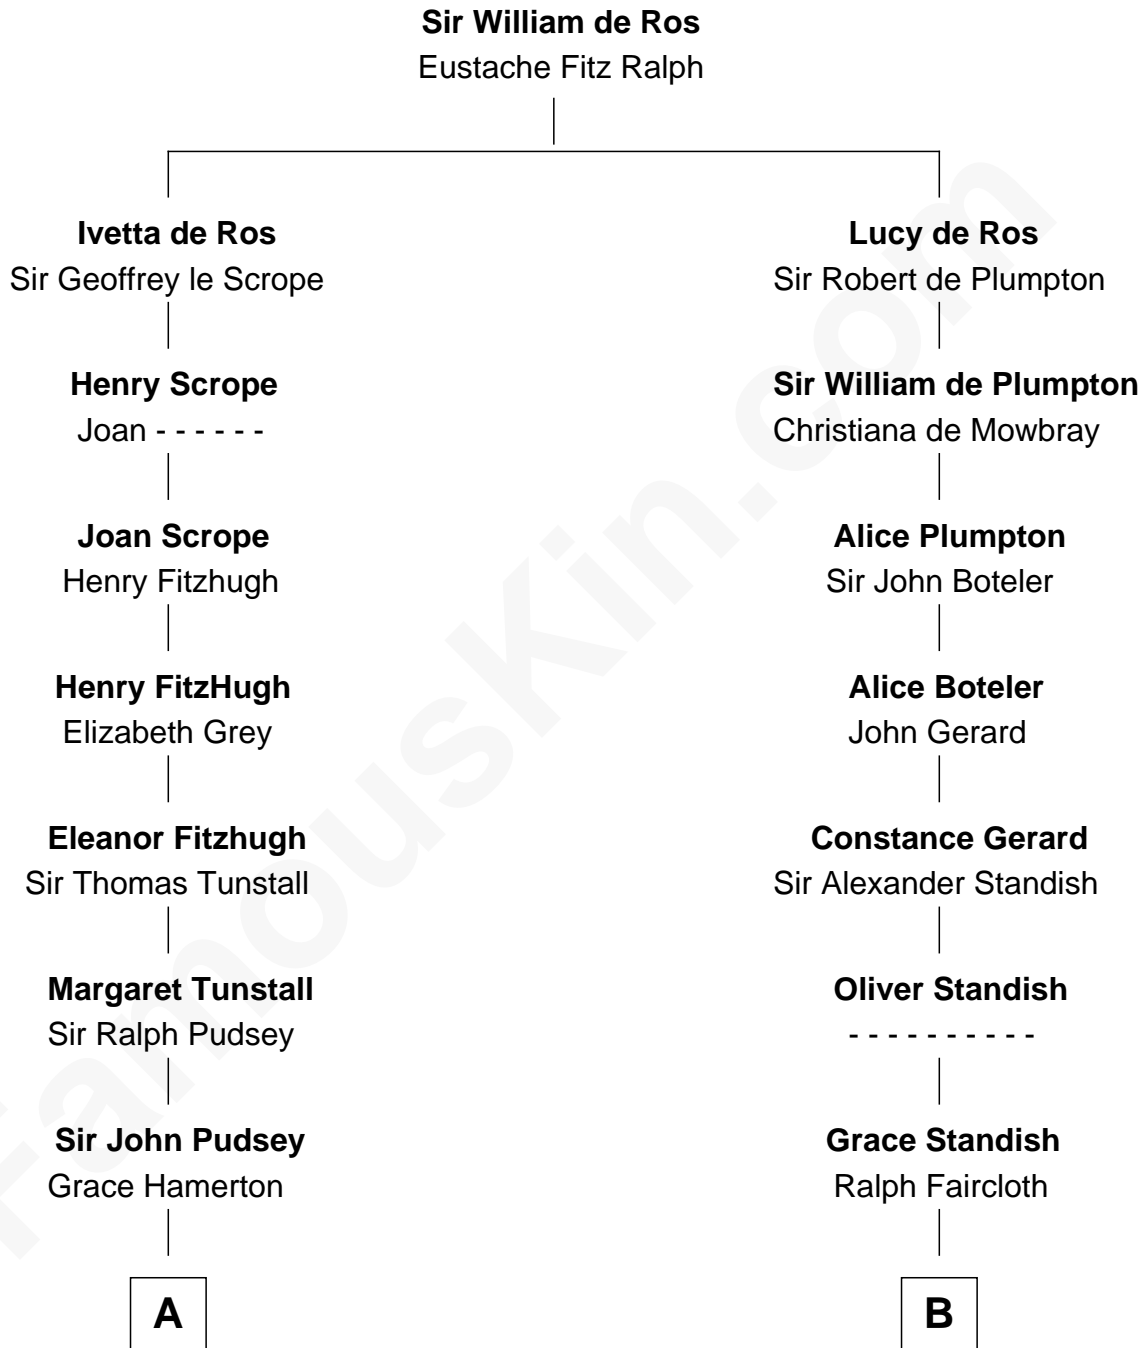 Sir William de Ros
Eustache Fitz Ralph
Ivetta de Ros
Sir Geoffrey le Scrope
Lucy de Ros
Sir Robert de Plumpton
Henry Scrope
Joan - - - - - -
Sir William de Plumpton
Christiana de Mowbray
Joan Scrope
Henry Fitzhugh
Alice Plumpton
Sir John Boteler
Henry FitzHugh
Elizabeth Grey
Alice Boteler
John Gerard
Eleanor Fitzhugh
Sir Thomas Tunstall
Constance Gerard
Sir Alexander Standish
Margaret Tunstall
Sir Ralph Pudsey
Oliver Standish
- - - - - - - - - -
Sir John Pudsey
Grace Hamerton
Grace Standish
Ralph Faircloth
A
B
FamousKin.com